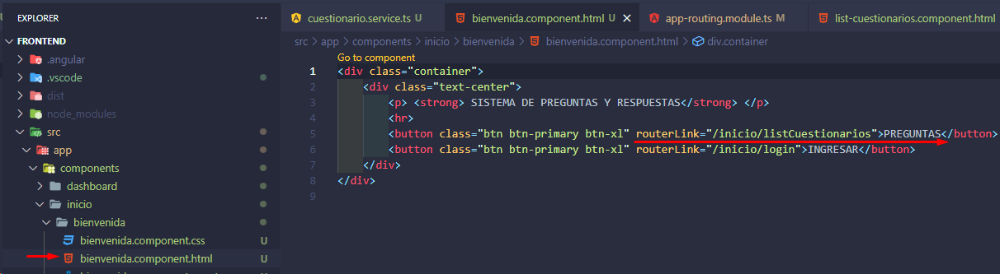 EXPLORER ...
FRONTEND
.angular
.vscode
dist
node_modules
src
app
components
dashboard
inicio
bienvenida
bienvenida.component.css U
bienvenida.component.html U
cuestionario.service.ts U
bienvenida.component.html U
app-routing.module.ts M
list-cuestionarios.component.html
src > app > components > inicio > bienvenida > bienvenida.component.html > div.container
Go to component
1 <div class="container">
2 <div class="text-center">
3 <p> <strong> SISTEMA DE PREGUNTAS Y RESPUESTAS</strong> </p>
4 <hr>
5 <button class="btn btn-primary btn-xl" routerLink="/inicio/listCuestionarios">PREGUNTAS</button>
6 <button class="btn btn-primary btn-xl" routerLink="/inicio/login">INGRESAR</button>
7 </div>
8 </div>
9